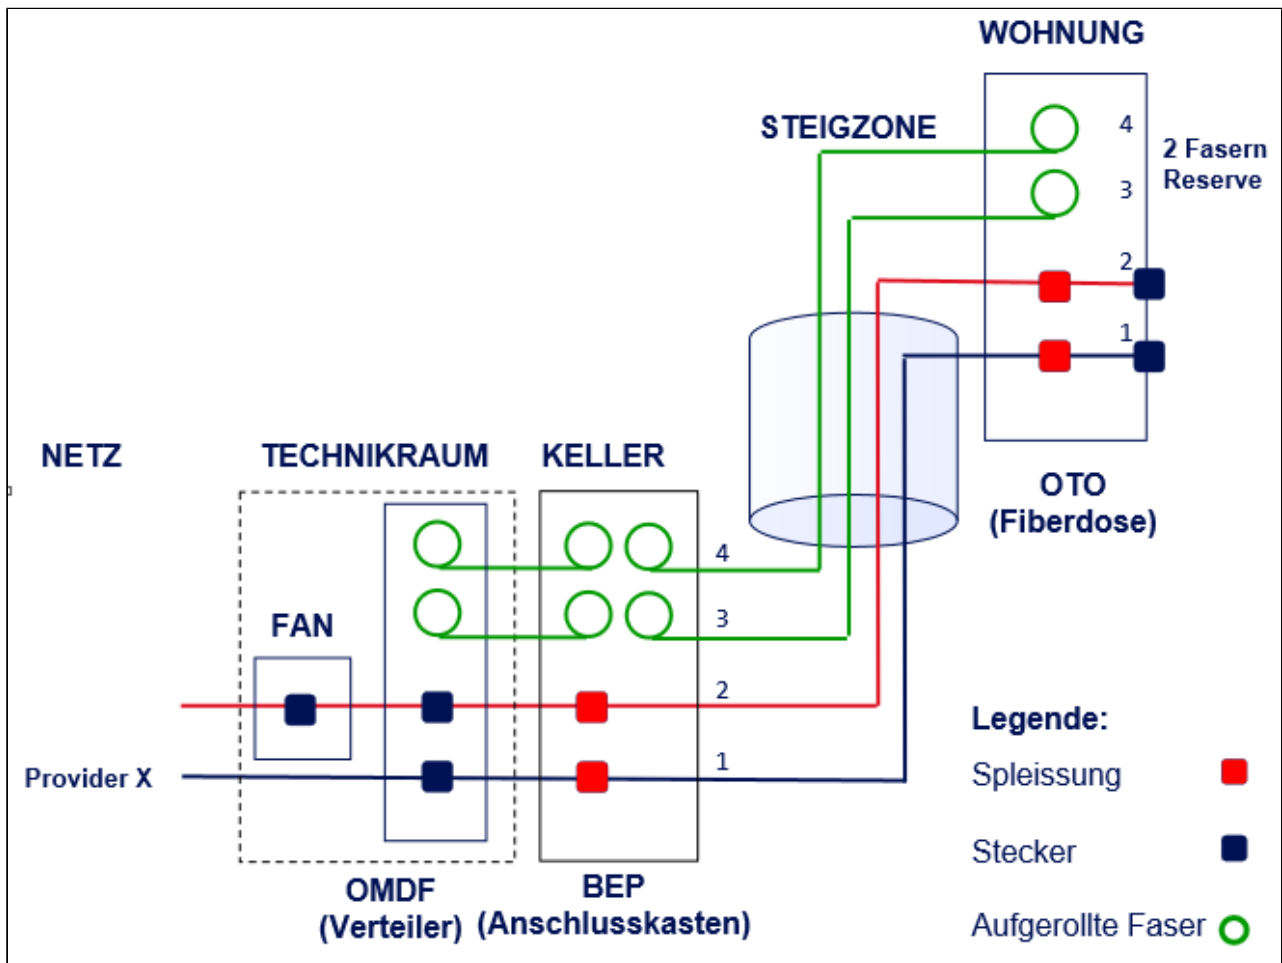 WOHNUNG
STEIGZONE
4
2 Fasern
Reserve
3
2
1
NETZ
TECHNIKRAUM
KELLER
OTO
(Fiberdose)
4
FAN
3
2
Legende:
Provider X
1
Spleissung
Stecker
OMDF
(Verteiler)
BEP
(Anschlusskasten)
Aufgerollte Faser